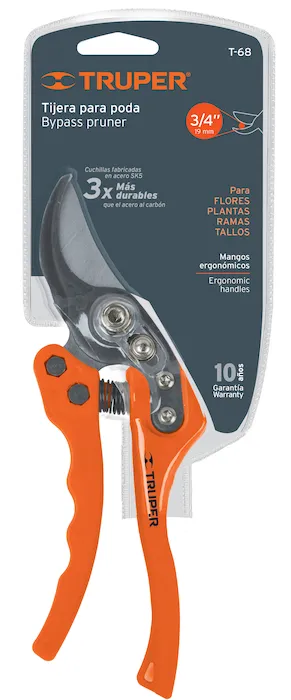 T-68
TRUPER
Tijera para poda
Bypass pruner
3/4"
19 mm
Cuchillas fabricadas
en acero SK5
3x Más
durables
que el acero al carbón
Para
FLORES
PLANTAS
RAMAS
TALLOS
Mangos
ergonómicos
Ergonomic
handles
10 años
Garantía
Warranty
TRUPER